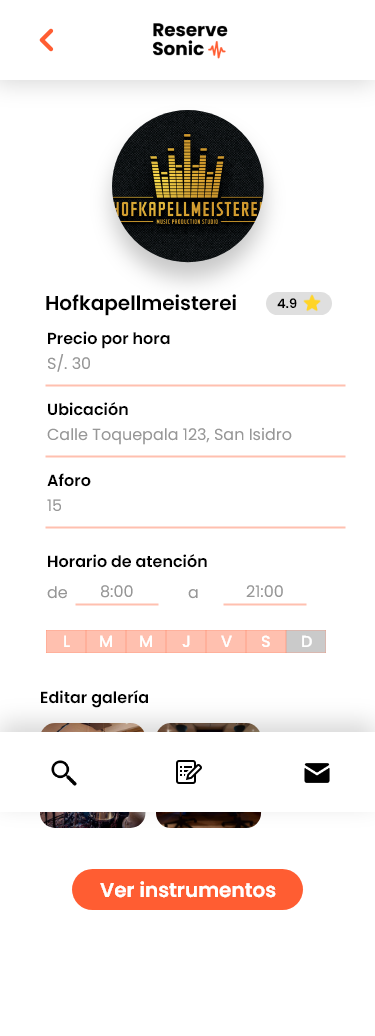 Reserve
Sonic
HOFKAPELLMEISTEREI
MUSIC PRODUCTION STUDIO
Hofkapellmeisterei
4.9
Precio por hora
S/. 30
Ubicación
Calle Toquepala 123, San Isidro
Aforo
15
Horario de atención
de 8:00 a 21:00
L M M J V S D
Editar galería
Ver instrumentos